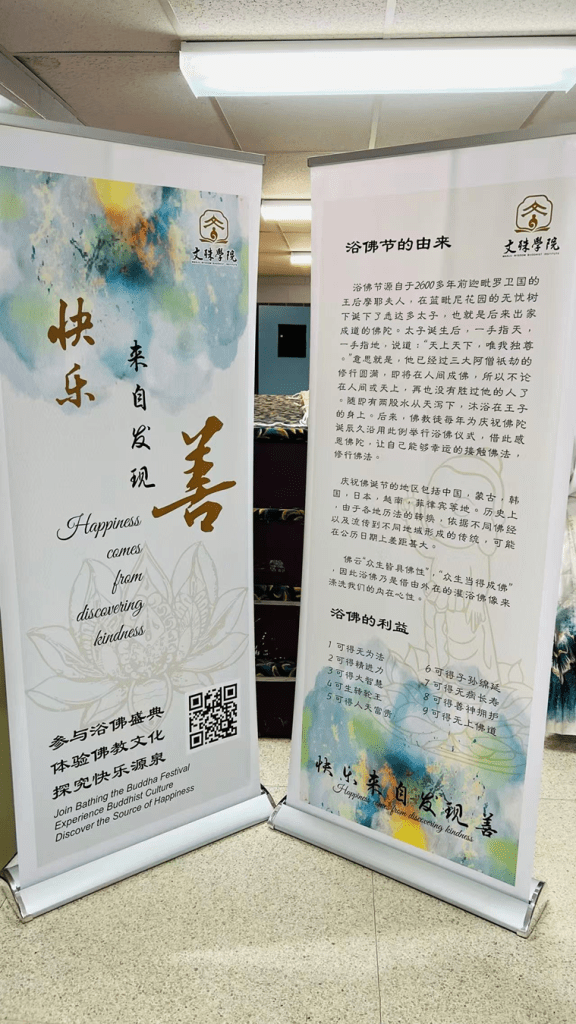 文殊學院
WORLD WISDOM BUDDHIST INSTITUTE
快乐
来自发现
善
Happiness
comes
from
discovering
kindness
参与浴佛盛典
体验佛教文化
探究快乐源泉
Join Bathing the Buddha Festival
Experience Buddhist Culture
Discover the Source of Happiness
文殊學院
WORLD WISDOM BUDDHIST INSTITUTE
浴佛节的由来
浴佛节源自于2600多年前迦毗罗卫国的
王后摩耶夫人，在蓝毗尼花园的无忧树
下诞下了悉达多太子，也就是后来出家
成道的佛陀。太子诞生后，一手指天，
一手指地，说道：“天上天下，唯我独尊
。”意思就是，他已经过三大阿僧祇劫的
修行圆满，即将在人间成佛，所以不论
在人间或天上，再也没有胜过他的人了
。随即有两股水从天泻下，沐浴在王子
的身上。后来，佛教徒每年为庆祝佛陀
诞辰久沿用此例举行浴佛仪式，借此感
恩佛陀，让自己能够幸运的接触佛法，
修行佛法。
庆祝佛诞节的地区包括中国，蒙古，韩
国，日本，越南，菲律宾等地。历史上
，由于各地历法的转换，依据不同佛经
以及流传到不同地域形成的传统，可能
在公历日期上差距甚大。
佛云“众生皆具佛性”，“众生当得成佛”
，因此浴佛乃是借由外在的灌浴佛像来
涤洗我们的内在心性。
浴佛的利益
1 可得无为法
2 可得精进力
3 可得大智慧
4 可生转轮王
5 可得人天富贵
6 可得子孙绵延
7 可得无病长寿
8 可得善神拥护
9 可得无上佛道
快乐来自发现善
Happiness comes from discovering kindness